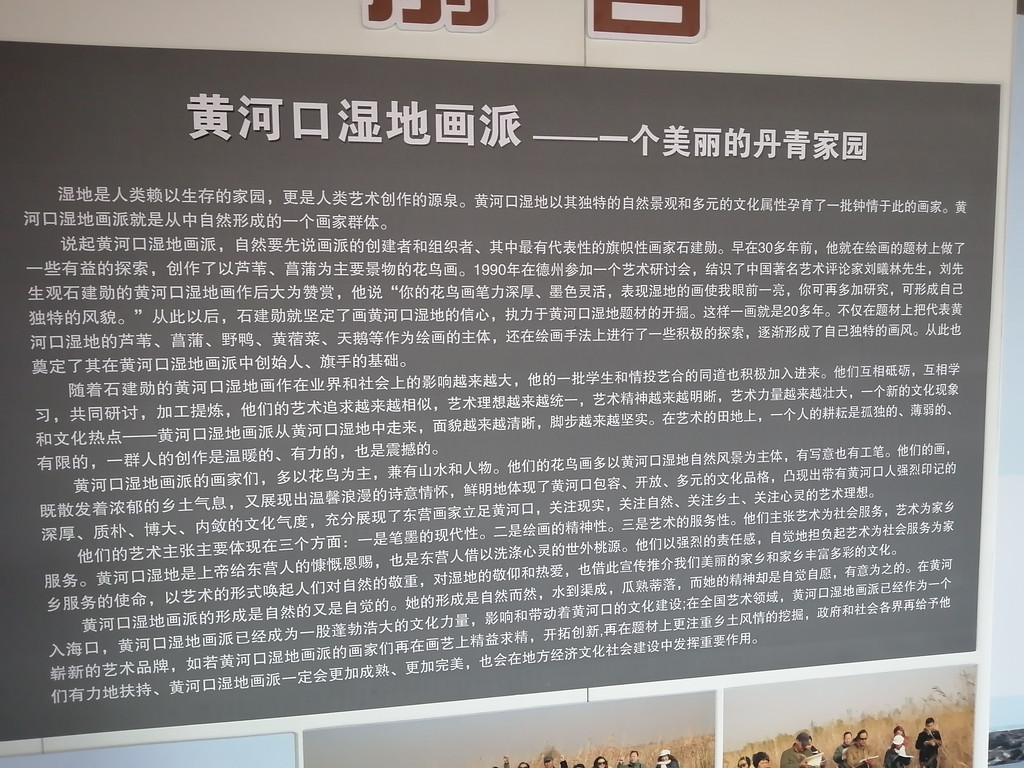 黄河口湿地画派 ——一个美丽的丹青家园
湿地是人类赖以生存的家园，更是人类艺术创作的源泉。黄河口湿地以其独特的自然景观和多元的文化属性孕育了一批钟情于此的画家。黄
河口湿地画派就是从中自然形成的一个画家群体。
说起黄河口湿地画派，自然要先说画派的创建者和组织者、其中最有代表性的旗帜性画家石建勋。早在30多年前，他就在绘画的题材上做了
一些有益的探索，创作了以芦苇、菖蒲为主要景物的花鸟画。1990年在德州参加一个艺术研讨会，结识了中国著名艺术评论家刘曦林先生，刘先
生观石建勋的黄河口湿地画作后大为赞赏，他说“你的花鸟画笔力深厚、墨色灵活，表现湿地的画使我眼前一亮，你可再多加研究，可形成自己
独特的风貌。”从此以后，石建勋就坚定了画黄河口湿地的信心，执力于黄河口湿地题材的开掘。这样一画就是20多年。不仅在题材上把代表黄
河口湿地的芦苇、菖蒲、野鸭、黄蓿菜、天鹅等作为绘画的主体，还在绘画手法上进行了一些积极的探索，逐渐形成了自己独特的画风。从此也
奠定了其在黄河口湿地画派中创始人、旗手的基础。
随着石建勋的黄河口湿地画作在业界和社会上的影响越来越大，他的一批学生和情投艺合的同道也积极加入进来。他们互相砥砺，互相学
习，共同研讨，加工提炼，他们的艺术追求越来越相似，艺术理想越来越统一，艺术精神越来越明晰，艺术力量越来越壮大，一个新的文化现象
和文化热点——黄河口湿地画派从黄河口湿地中走来，面貌越来越清晰，脚步越来越坚实。在艺术的田地上，一个人的耕耘是孤独的、薄弱的、
有限的，一群人的创作是温暖的、有力的，也是震撼的。
黄河口湿地画派的画家们，多以花鸟为主，兼有山水和人物。他们的花鸟画多以黄河口湿地自然风景为主体，有写意也有工笔。他们的画，
既散发着浓郁的乡土气息，又展现出温馨浪漫的诗意情怀，鲜明地体现了黄河口包容、开放、多元的文化品格，凸现出带有黄河口人强烈印记的
深厚、质朴、博大、内敛的文化气度，充分展现了东营画家立足黄河口，关注现实，关注自然、关注乡土、关注心灵的艺术理想。
他们的艺术主张主要体现在三个方面：一是笔墨的现代性。二是绘画的精神性。三是艺术的服务性。他们主张艺术为社会服务，艺术为家乡
服务。黄河口湿地是上帝给东营人的慷慨恩赐，也是东营人借以洗涤心灵的世外桃源。他们以强烈的责任感，自觉地担负起艺术为社会服务为家
乡服务的使命，以艺术的形式唤起人们对自然的敬重，对湿地的敬仰和热爱，也借此宣传推介我们美丽的家乡和家乡丰富多彩的文化。
黄河口湿地画派的形成是自然的又是自觉的。她的形成是自然而然，水到渠成，瓜熟蒂落，而她的精神却是自觉自愿，有意为之的。在黄河
入海口，黄河口湿地画派已经成为一股蓬勃浩大的文化力量，影响和带动着黄河口的文化建设;在全国艺术领域，黄河口湿地画派已经作为一个
崭新的艺术品牌，如若黄河口湿地画派的画家们再在画艺上精益求精，开拓创新,再在题材上更注重乡土风情的挖掘，政府和社会各界再给予他
们有力地扶持、黄河口湿地画派一定会更加成熟、更加完美，也会在地方经济文化社会建设中发挥重要作用。